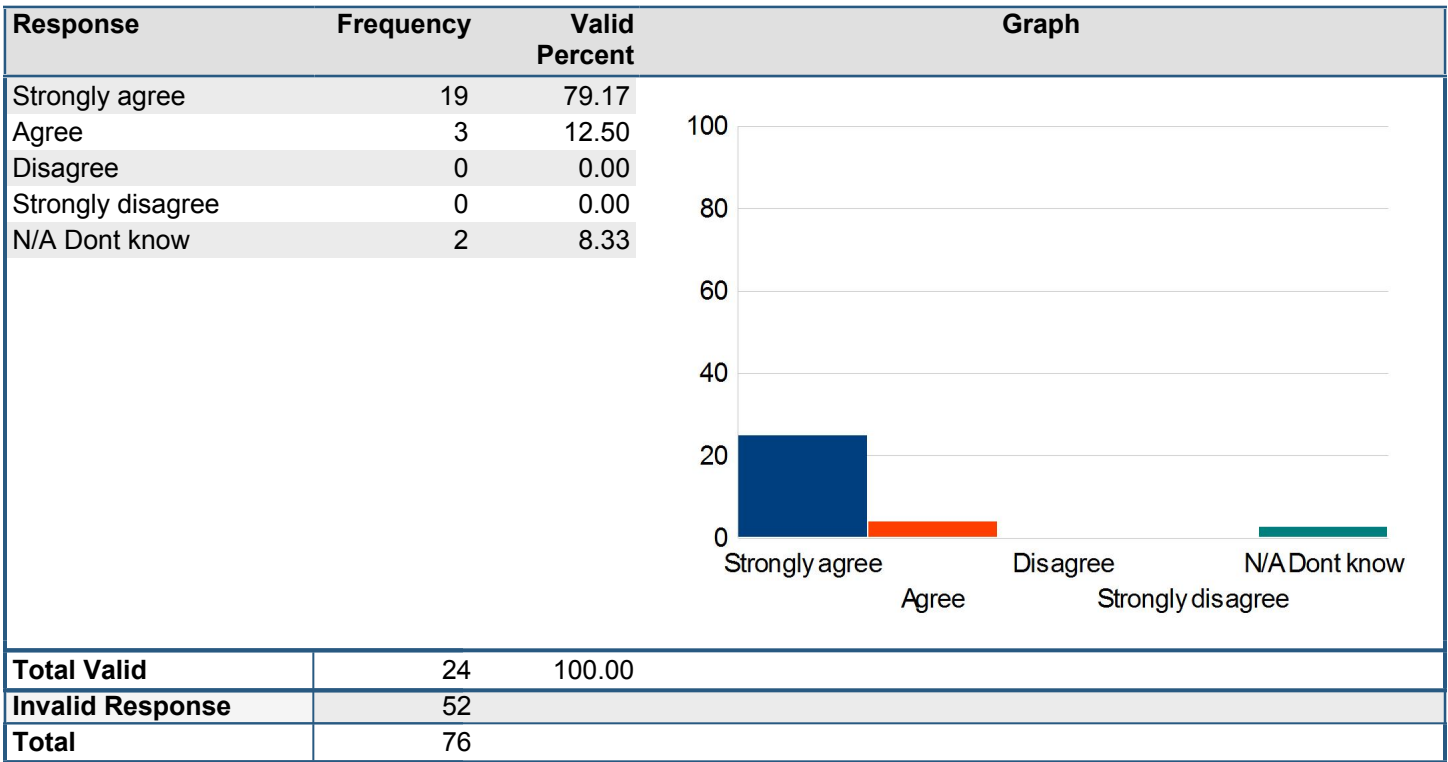 Response Frequency Valid Percent Graph
Strongly agree 19 79.17
Agree 3 12.50
Disagree 0 0.00
Strongly disagree 0 0.00
N/A Dont know 2 8.33
100
80
60
40
20
0
Strongly agree Disagree N/A Dont know
Agree Strongly disagree
Total Valid 24 100.00
Invalid Response 52
Total 76